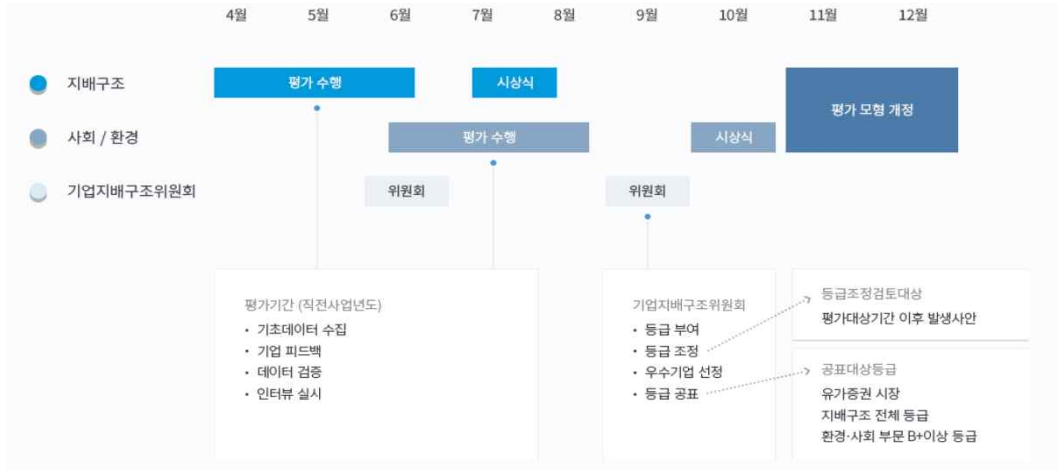 4월 5월 6월 7월 8월 9월 10월 11월 12월
지배구조
평가 수행
시상식
평가 모형 개정
사회 / 환경
평가 수행
시상식
기업지배구조위원회
위원회
위원회
평가기간 (직전사업년도)
• 기초데이터 수집
• 기업 피드백
• 데이터 검증
• 인터뷰 실시
기업지배구조위원회
• 등급 부여
• 등급 조정
• 우수기업 선정
• 등급 공표
등급조정검토대상
평가대상기간 이후 발생사안
공표대상등급
유가증권 시장
지배구조 전체 등급
환경·사회 부문 B+이상 등급